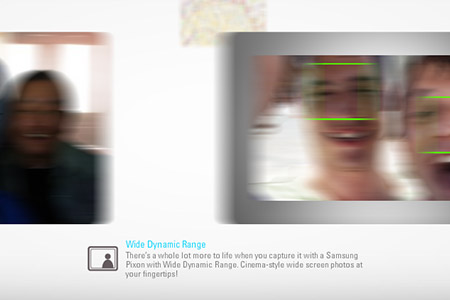 Wide Dynamic Range
There's a whole lot more to life when you capture it with a Samsung
Pixon with Wide Dynamic Range. Cinema-style wide screen photos at
your fingertips!